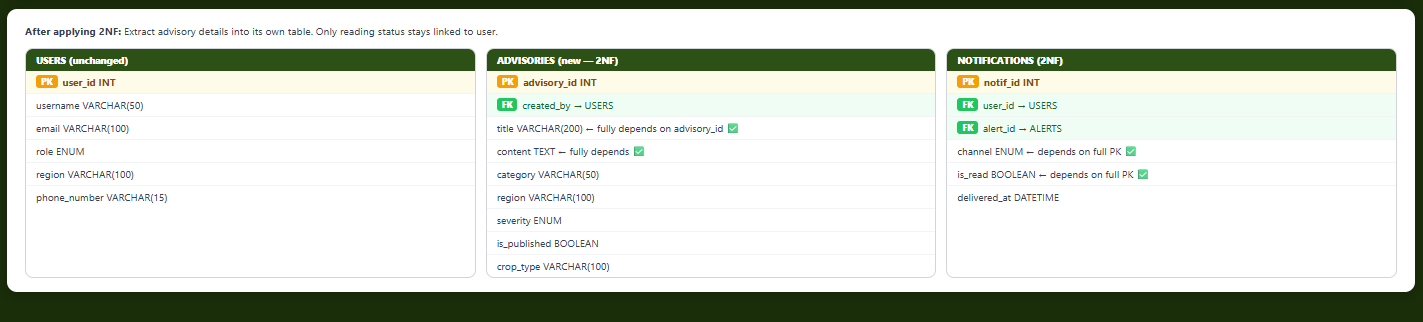 After applying 2NF: Extract advisory details into its own table. Only reading status stays linked to user.
USERS (unchanged)
PK user_id INT
username VARCHAR(50)
email VARCHAR(100)
role ENUM
region VARCHAR(100)
phone_number VARCHAR(15)
ADVISORIES (new — 2NF)
PK advisory_id INT
FK created_by → USERS
title VARCHAR(200) ← fully depends on advisory_id ✅
content TEXT ← fully depends ✅
category VARCHAR(50)
region VARCHAR(100)
severity ENUM
is_published BOOLEAN
crop_type VARCHAR(100)
NOTIFICATIONS (2NF)
PK notif_id INT
FK user_id → USERS
FK alert_id → ALERTS
channel ENUM ← depends on full PK ✅
is_read BOOLEAN ← depends on full PK ✅
delivered_at DATETIME